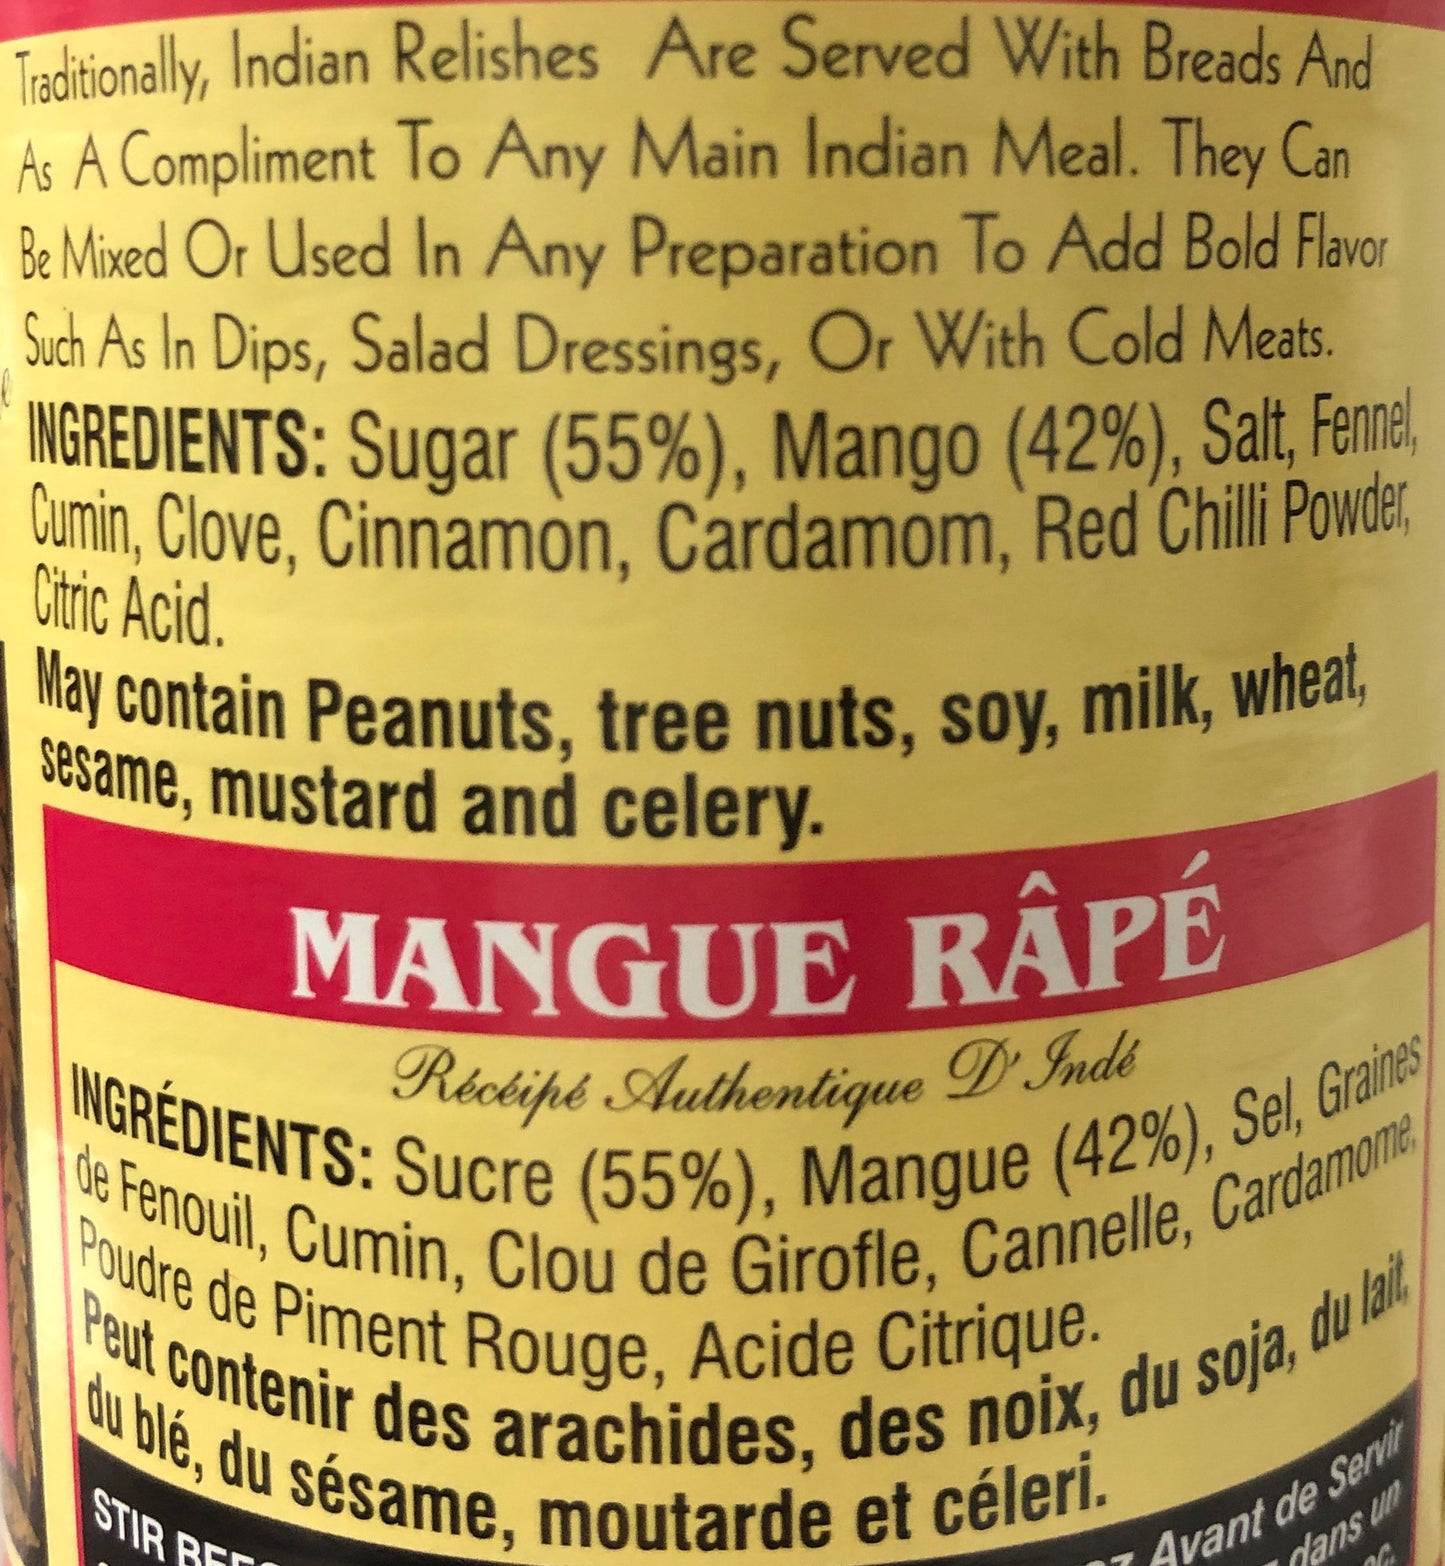 Traditionally, Indian Relishes Are Served With Breads And
As A Compliment To Any Main Indian Meal. They Can
Be Mixed Or Used In Any Preparation To Add Bold Flavor
Such As In Dips, Salad Dressings, Or With Cold Meats.
INGREDIENTS: Sugar (55%), Mango (42%), Salt, Fennel,
Cumin, Clove, Cinnamon, Cardamom, Red Chilli Powder,
Citric Acid.
May contain Peanuts, tree nuts, soy, milk, wheat,
sesame, mustard and celery.
MANGUE RÂPÉ
Récéipé Authentique D'Indé
INGRÉDIENTS: Sucre (55%), Mangue (42%), Sel, Graines
de Fenouil, Cumin, Clou de Girofle, Cannelle, Cardamome,
Poudre de Piment Rouge, Acide Citrique.
Peut contenir des arachides, des noix, du soja, du lait,
du blé, du sésame, moutarde et céleri.
STIR Avant de Servir
dans un